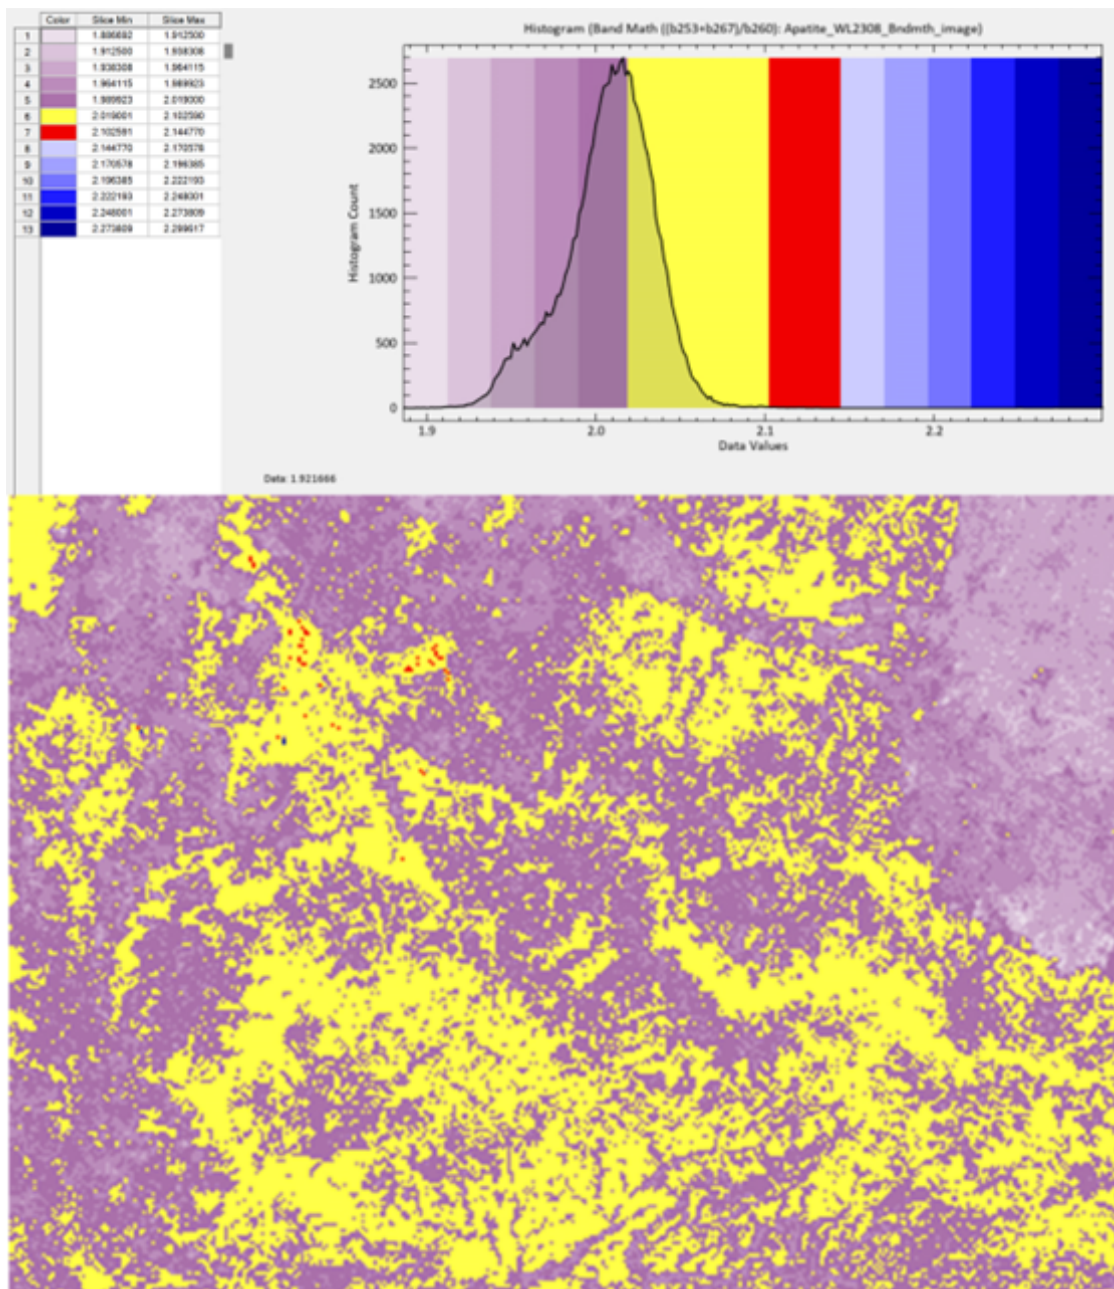 Color Slice Min Slice Max
1 1.886692 1.912500
2 1.912500 1.938308
3 1.938308 1.964115
4 1.964115 1.989923
5 1.989923 2.019000
6 2.019001 2.102590
7 2.102591 2.144770
8 2.144770 2.170578
9 2.170578 2.196385
10 2.196385 2.222193
11 2.222193 2.248001
12 2.248001 2.273809
13 2.273809 2.299617
Histogram (Band Math ((b253+b267)/b260): Apatite_WL2308_Bndmth_image)
Histogram Count
2500
2000
1500
1000
500
0
1.9 2.0 2.1 2.2
Data Values
Data: 1.921666